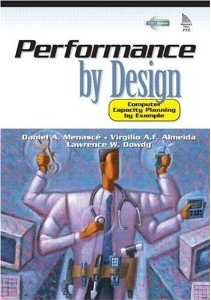 Performance
by Design
Computer
Capacity Planning
by Example
Daniel A. Menascé • Virgilio A.F. Almeida
Lawrence W. Dowdy